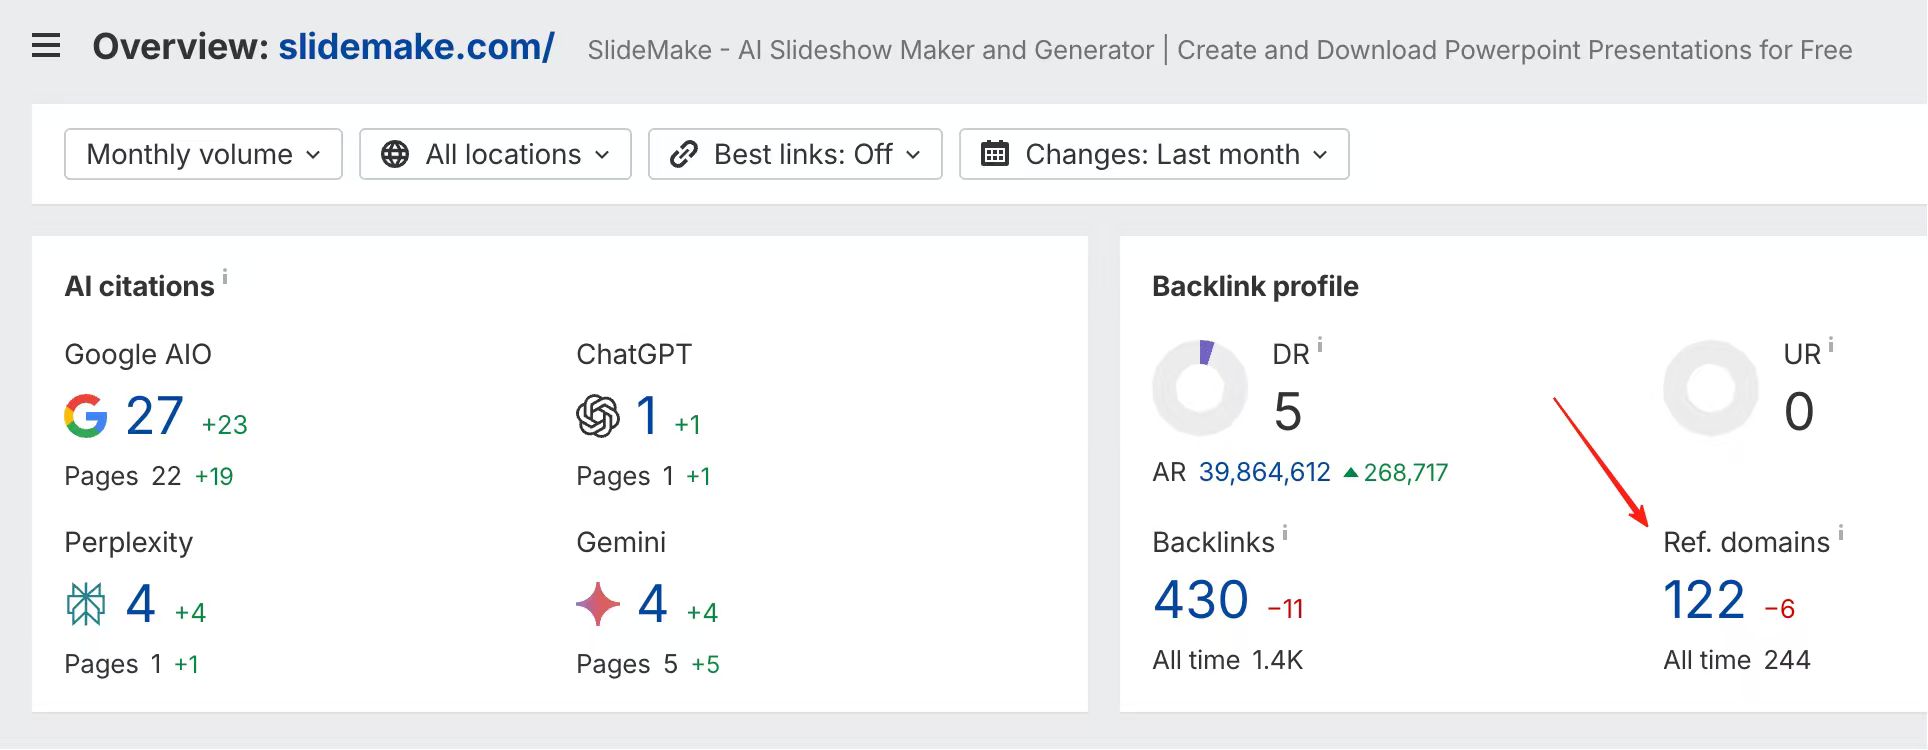 Overview: slidemake.com/ SlideMake - AI Slideshow Maker and Generator | Create and Download Powerpoint Presentations for Free
Monthly volume All locations Best links: Off Changes: Last month
AI citations i
Google AIO
27 +23
Pages 22 +19
ChatGPT
1 +1
Pages 1 +1
Perplexity
4 +4
Pages 1 +1
Gemini
4 +4
Pages 5 +5
Backlink profile
DR i
5
AR 39,864,612 ▲268,717
UR i
0
Backlinks i
430 −11
All time 1.4K
Ref. domains i
122 −6
All time 244